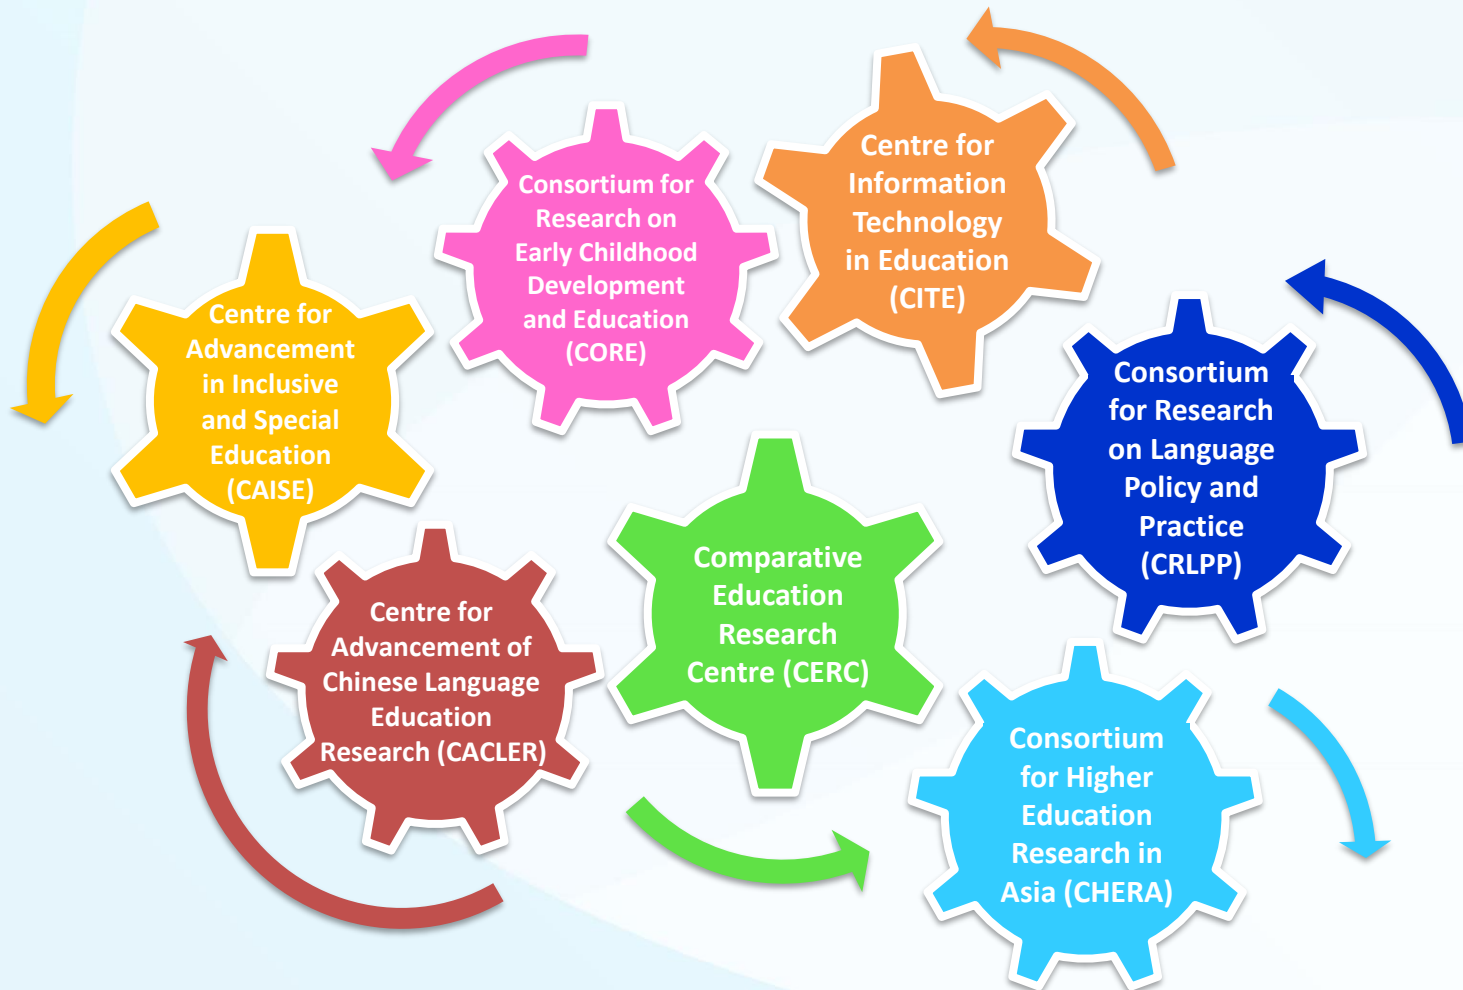 Consortium for
Research on
Early Childhood
Development
and Education
(CORE)
Centre for
Information
Technology
in Education
(CITE)
Centre for
Advancement
in Inclusive
and Special
Education
(CAISE)
Consortium
for Research
on Language
Policy and
Practice
(CRLPP)
Comparative
Education
Research
Centre (CERC)
Centre for
Advancement of
Chinese Language
Education
Research (CACLER)
Consortium
for Higher
Education
Research in
Asia (CHERA)